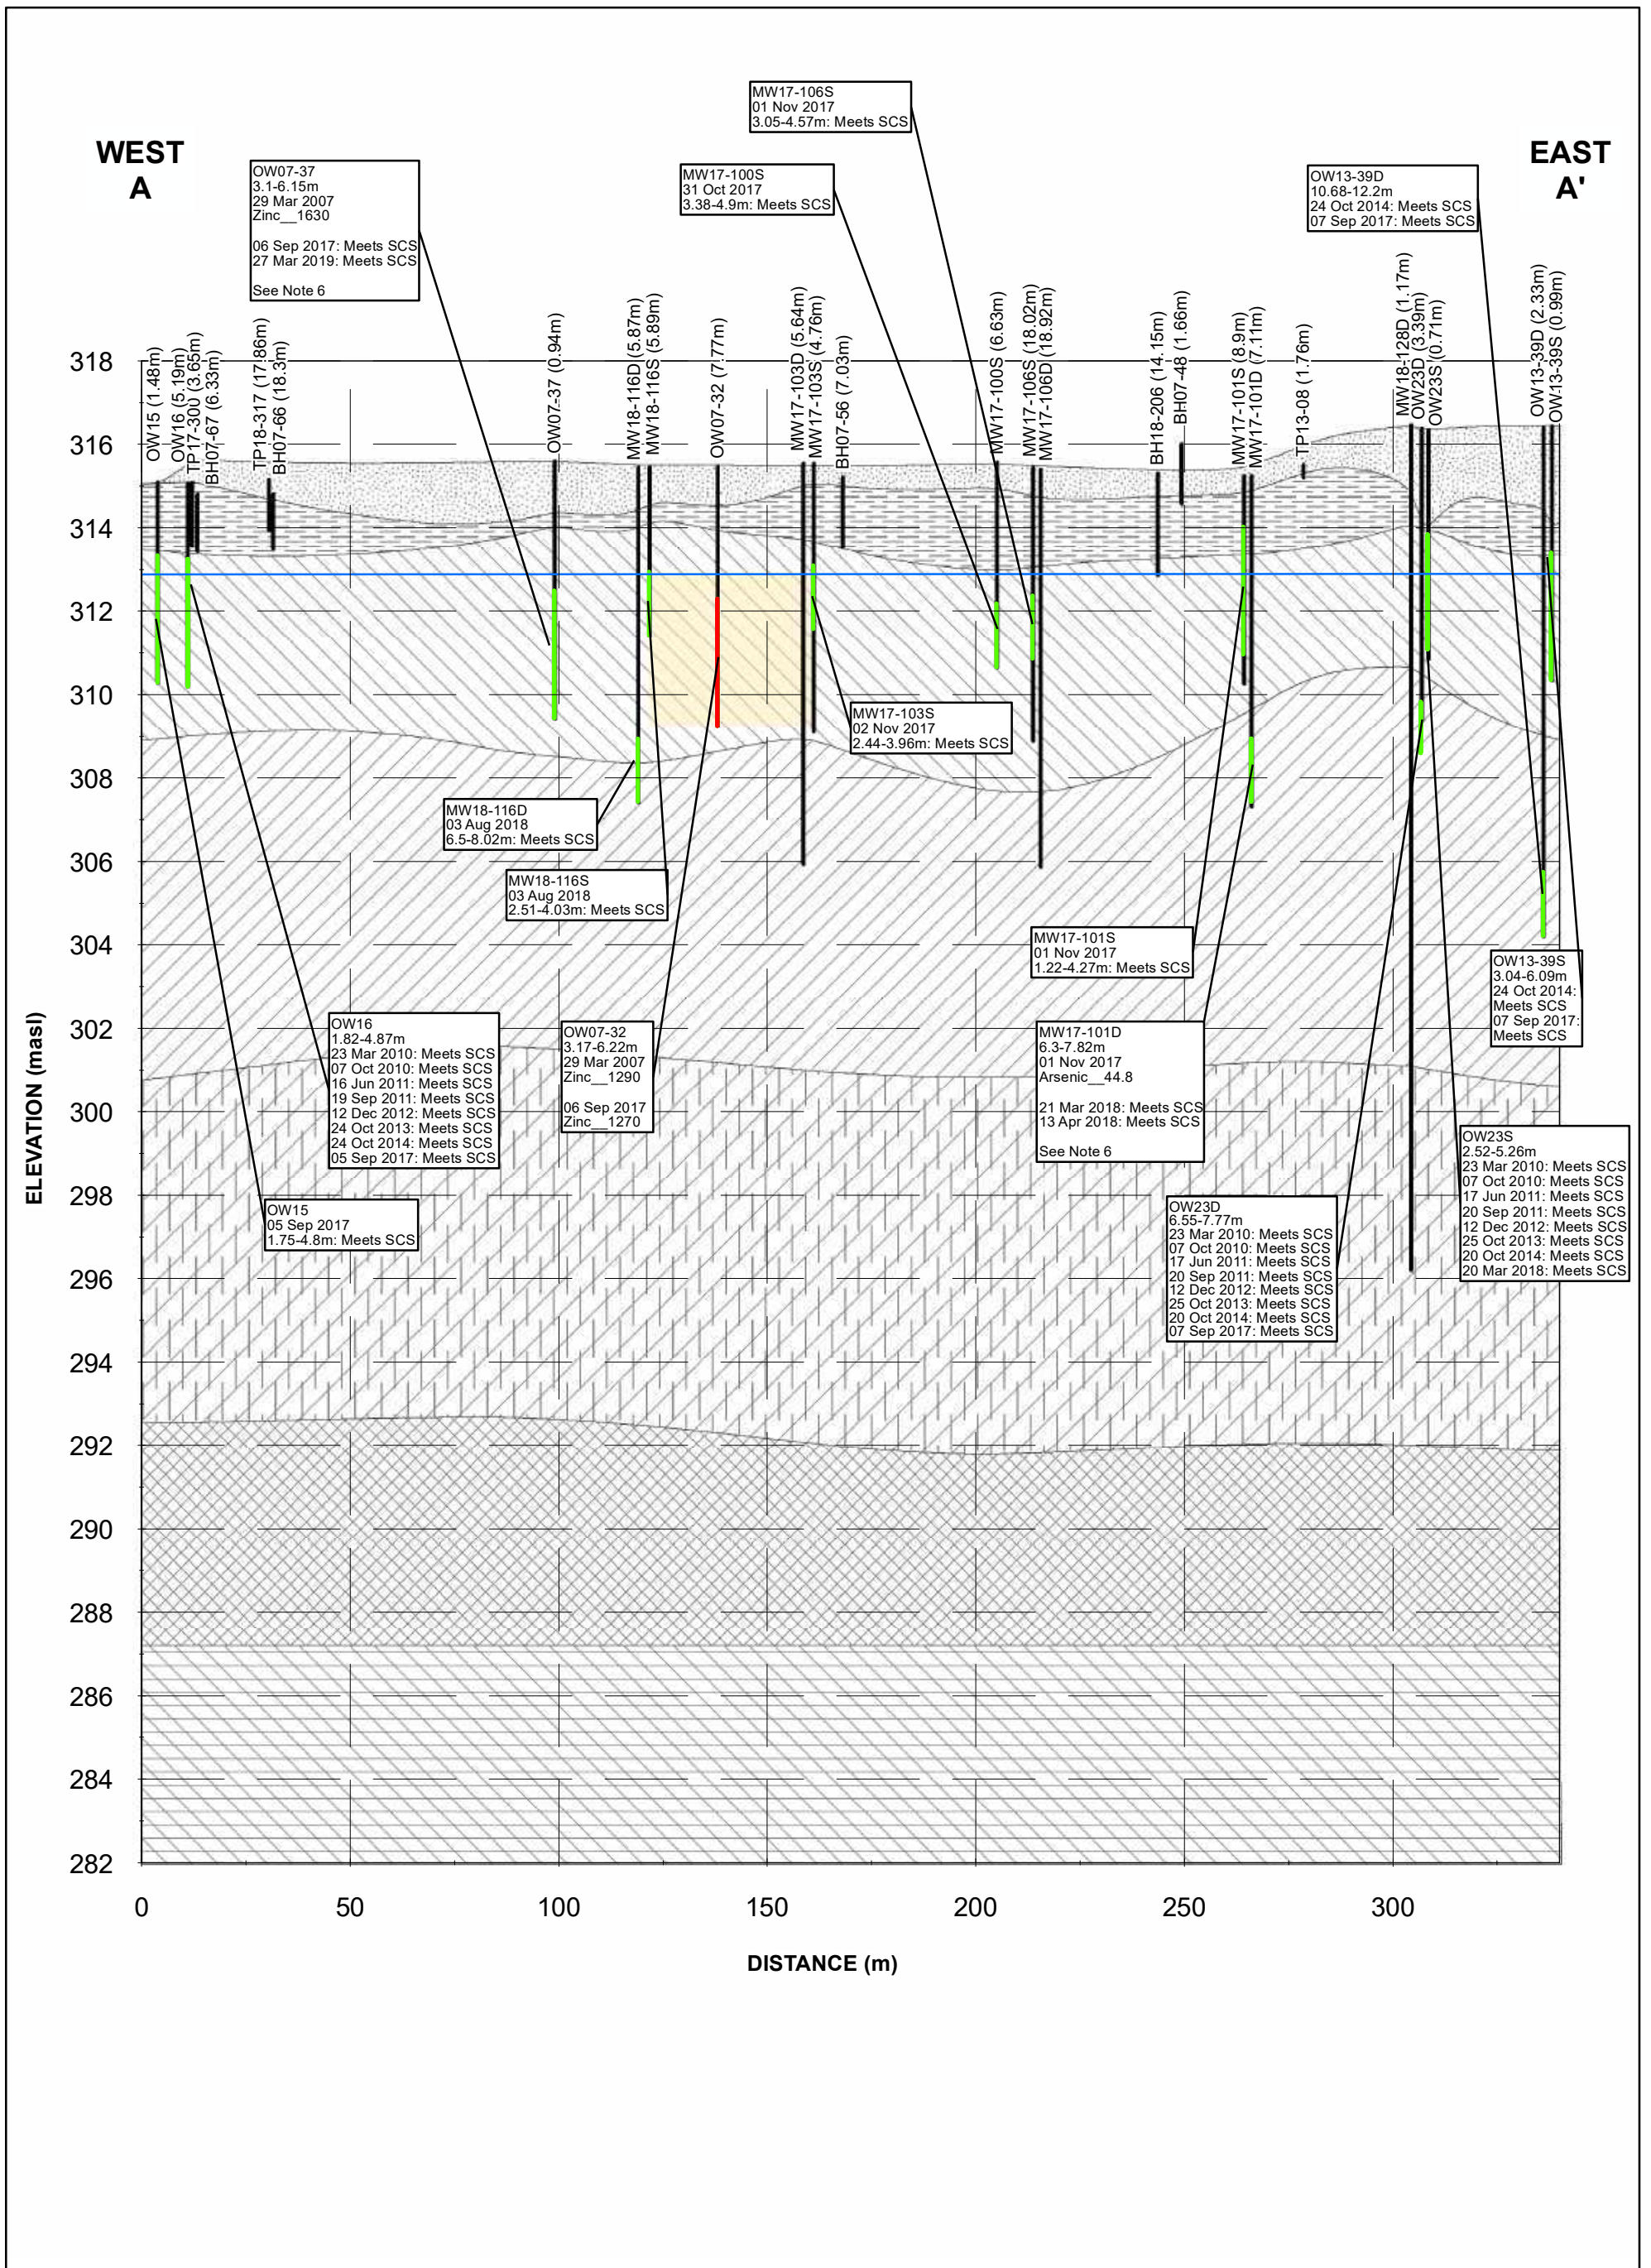 WEST
A
EAST
A'
MW17-106S
01 Nov 2017
3.05-4.57m: Meets SCS
OW07-37
3.1-6.15m
29 Mar 2007
Zinc__1630
06 Sep 2017: Meets SCS
27 Mar 2019: Meets SCS
See Note 6
MW17-100S
31 Oct 2017
3.38-4.9m: Meets SCS
OW13-39D
10.68-12.2m
24 Oct 2014: Meets SCS
07 Sep 2017: Meets SCS
OW15 (1.48m)
OW16 (5.19m)
TP17-300 (3.65m)
BH07-67 (6.33m)
TP18-317 (17.86m)
BH07-66 (18.3m)
OW07-37 (0.94m)
MW18-116D (5.87m)
MW18-116S (5.89m)
OW07-32 (7.77m)
MW17-103D (5.64m)
MW17-103S (4.76m)
BH07-56 (7.03m)
MW17-100S (6.63m)
MW17-106S (18.02m)
MW17-106D (18.92m)
BH18-206 (14.15m)
BH07-48 (1.66m)
MW17-101S (8.9m)
MW17-101D (7.11m)
TP13-08 (1.76m)
MW18-128D (1.17m)
OW23D (3.39m)
OW23S (0.71m)
OW13-39D (2.33m)
OW13-39S (0.99m)
318
316
314
312
310
308
306
304
302
300
298
296
294
292
290
288
286
284
282
ELEVATION (masl)
MW17-103S
02 Nov 2017
2.44-3.96m: Meets SCS
MW18-116D
03 Aug 2018
6.5-8.02m: Meets SCS
MW18-116S
03 Aug 2018
2.51-4.03m: Meets SCS
MW17-101S
01 Nov 2017
1.22-4.27m: Meets SCS
OW13-39S
3.04-6.09m
24 Oct 2014:
Meets SCS
07 Sep 2017:
Meets SCS
OW16
1.82-4.87m
23 Mar 2010: Meets SCS
07 Oct 2010: Meets SCS
16 Jun 2011: Meets SCS
19 Sep 2011: Meets SCS
12 Dec 2012: Meets SCS
24 Oct 2013: Meets SCS
24 Oct 2014: Meets SCS
05 Sep 2017: Meets SCS
OW07-32
3.17-6.22m
29 Mar 2007
Zinc__1290
06 Sep 2017
Zinc__1270
MW17-101D
6.3-7.82m
01 Nov 2017
Arsenic__44.8
21 Mar 2018: Meets SCS
13 Apr 2018: Meets SCS
See Note 6
OW15
05 Sep 2017
1.75-4.8m: Meets SCS
OW23D
6.55-7.77m
23 Mar 2010: Meets SCS
07 Oct 2010: Meets SCS
17 Jun 2011: Meets SCS
20 Sep 2011: Meets SCS
12 Dec 2012: Meets SCS
25 Oct 2013: Meets SCS
20 Oct 2014: Meets SCS
07 Sep 2017: Meets SCS
OW23S
2.52-5.26m
23 Mar 2010: Meets SCS
07 Oct 2010: Meets SCS
17 Jun 2011: Meets SCS
20 Sep 2011: Meets SCS
12 Dec 2012: Meets SCS
25 Oct 2013: Meets SCS
20 Oct 2014: Meets SCS
20 Mar 2018: Meets SCS
0 50 100 150 200 250 300
DISTANCE (m)